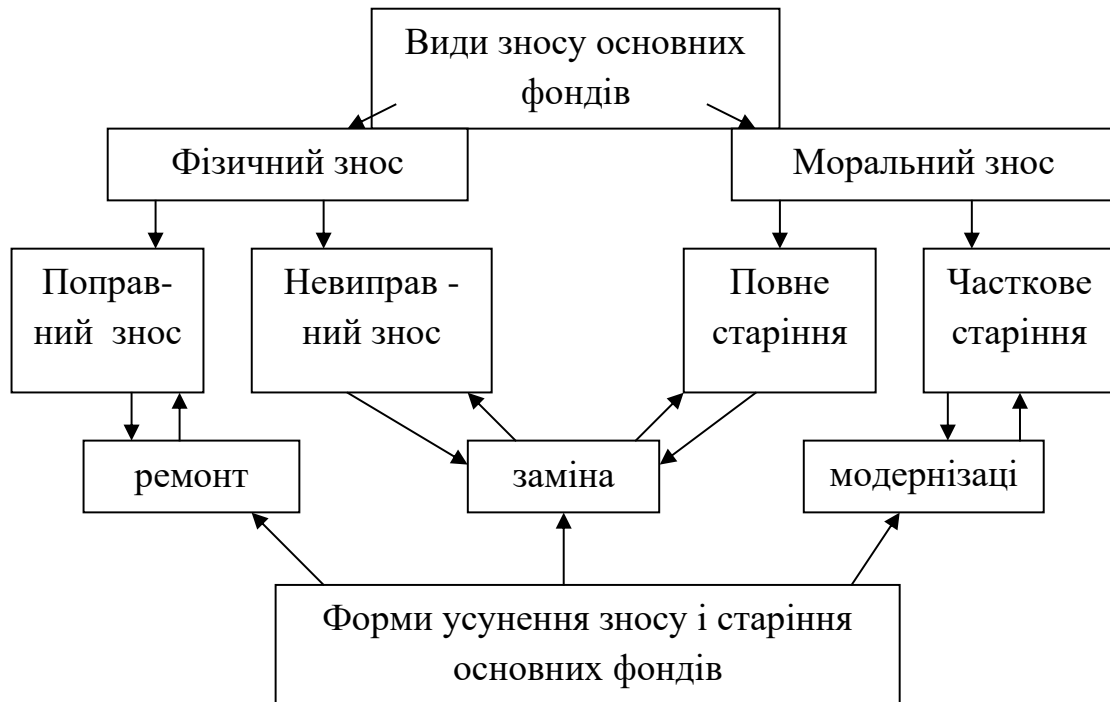 Види зносу основних
фондів
Фізичний знос
Моральний знос
Поправ-
ний знос
Невиправ -
ний знос
Повне
старіння
Часткове
старіння
ремонт
заміна
модернізаці
Форми усунення зносу і старіння
основних фондів